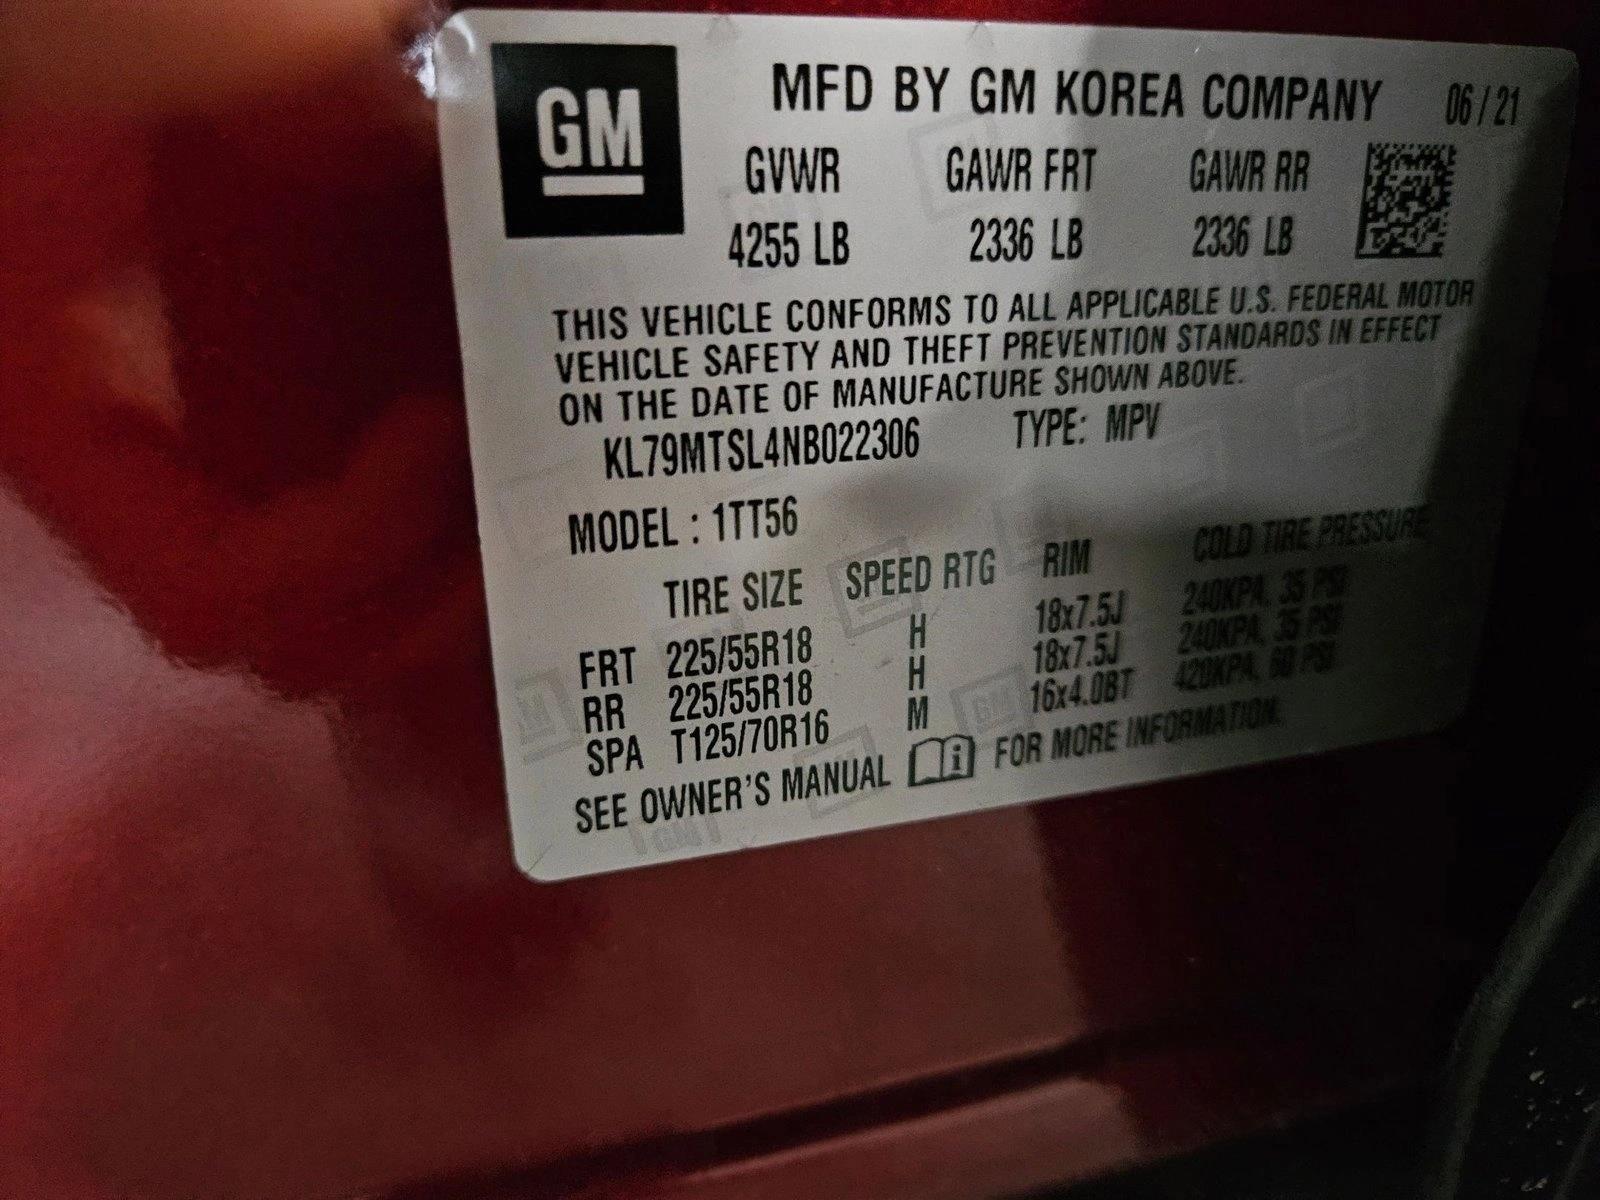 GM
MFD BY GM KOREA COMPANY 06/21
GVWR GAWR FRT GAWR RR
4255 LB 2336 LB 2336 LB
THIS VEHICLE CONFORMS TO ALL APPLICABLE U.S. FEDERAL MOTOR
VEHICLE SAFETY AND THEFT PREVENTION STANDARDS IN EFFECT
ON THE DATE OF MANUFACTURE SHOWN ABOVE.
KL79MTSL4NB022306 TYPE: MPV
MODEL : 1TT56
TIRE SIZE SPEED RTG RIM COLD TIRE PRESSURE
FRT 225/55R18 H 18x7.5J 240KPA, 35 PSI
RR 225/55R18 H 18x7.5J 240KPA, 35 PSI
SPA T125/70R16 M 16x4.0BT 420KPA, 60 PSI
SEE OWNER'S MANUAL FOR MORE INFORMATION.